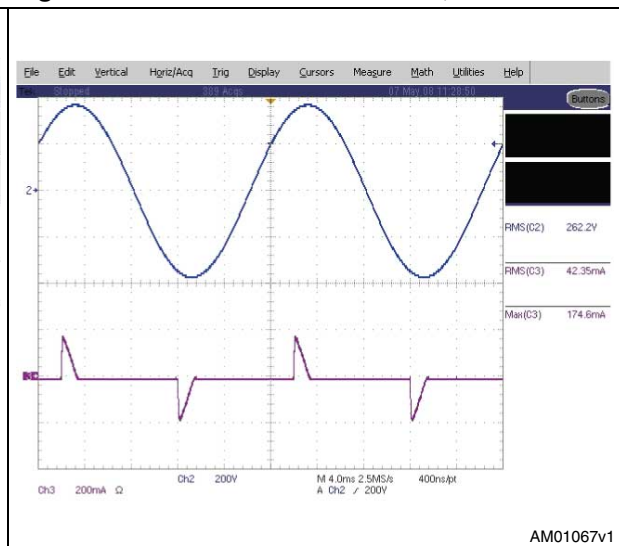 File Edit Vertical Horiz/Acq Trig Display Cursors Measure Math Utilities Help
Tek Stopped 389 Acqs 07 May 08 11:28:50 Buttons
2
RMS(C2) 262.2V
RMS(C3) 42.35mA
Max(C3) 174.6mA
Ch2 200V M 4.0ms 2.5MS/s 400ns/pt
Ch3 200mA Ω A Ch2 / 200V
AM01067v1